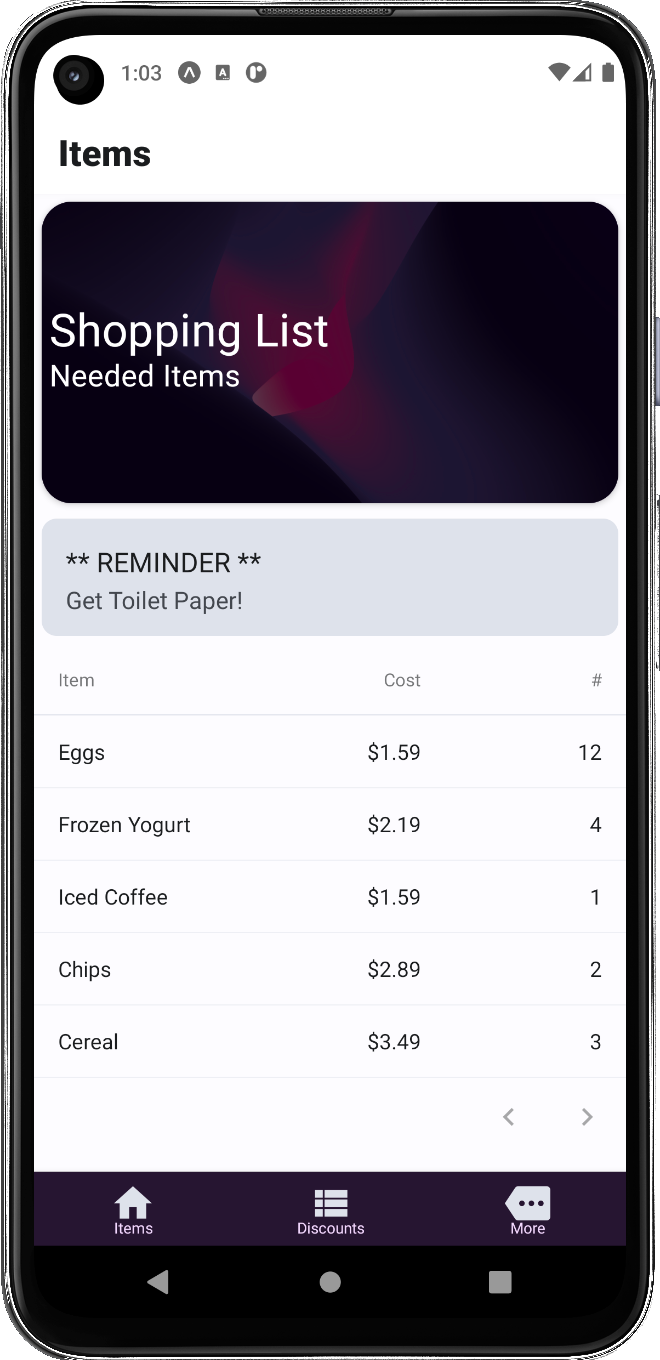 1:03
Items
Shopping List
Needed Items
** REMINDER **
Get Toilet Paper!
Item Cost #
Eggs $1.59 12
Frozen Yogurt $2.19 4
Iced Coffee $1.59 1
Chips $2.89 2
Cereal $3.49 3
Items Discounts More